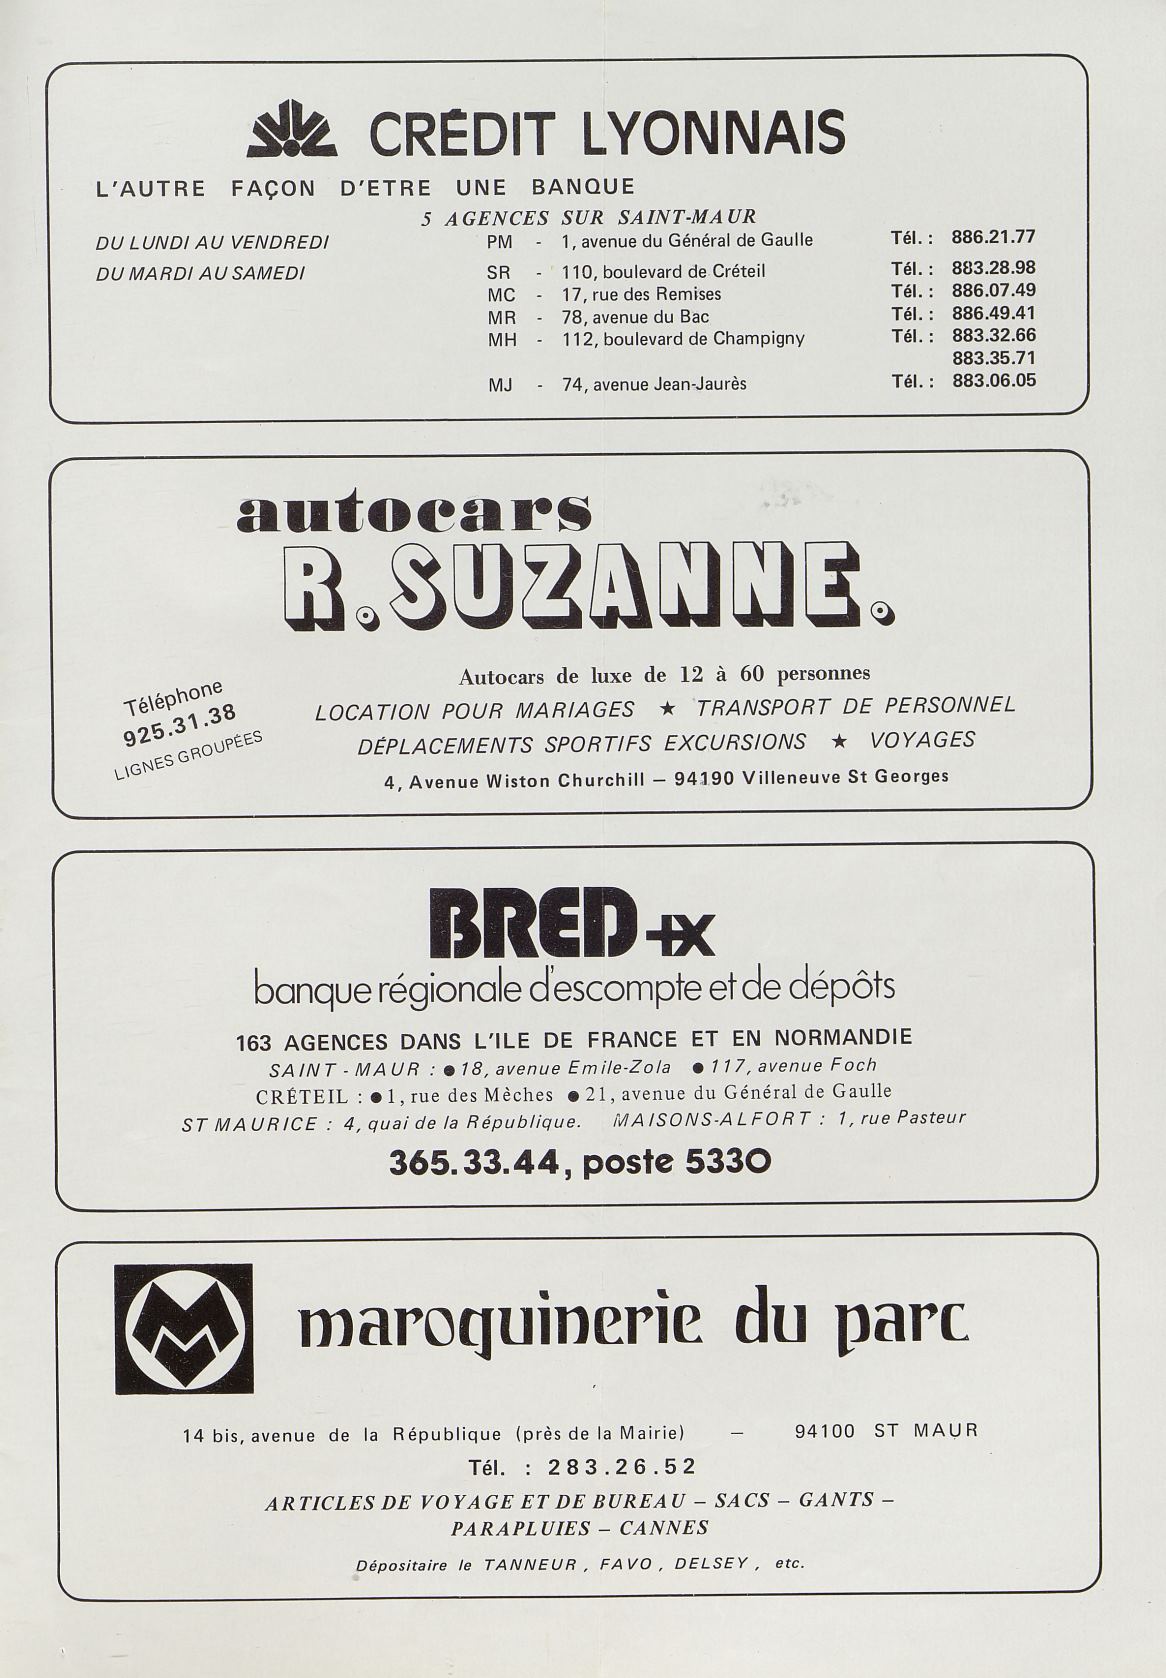 CRÉDIT LYONNAIS
L'AUTRE FAÇON D'ETRE UNE BANQUE
5 AGENCES SUR SAINT-MAUR
DU LUNDI AU VENDREDI PM - 1, avenue du Général de Gaulle Tél. : 886.21.77
DU MARDI AU SAMEDI SR - 110, boulevard de Créteil Tél. : 883.28.98
MC - 17, rue des Remises Tél. : 886.07.49
MR - 78, avenue du Bac Tél. : 886.49.41
MH - 112, boulevard de Champigny Tél. : 883.32.66
883.35.71
MJ - 74, avenue Jean-Jaurès Tél. : 883.06.05
autocars
R.SUZANNE.
Autocars de luxe de 12 à 60 personnes
Téléphone
925.31.38
LIGNES GROUPÉES
LOCATION POUR MARIAGES ★ TRANSPORT DE PERSONNEL
DÉPLACEMENTS SPORTIFS EXCURSIONS ★ VOYAGES
4, Avenue Wiston Churchill – 94190 Villeneuve St Georges
BRED +X
banque régionale d'escompte et de dépôts
163 AGENCES DANS L'ILE DE FRANCE ET EN NORMANDIE
SAINT - MAUR : ● 18, avenue Emile-Zola ● 117, avenue Foch
CRÉTEIL : ● 1, rue des Mèches ● 21, avenue du Général de Gaulle
ST MAURICE : 4, quai de la République. MAISONS-ALFORT : 1, rue Pasteur
365.33.44, poste 5330
M
maroquinerie du parc
14 bis, avenue de la République (près de la Mairie) – 94100 ST MAUR
Tél. : 283.26.52
ARTICLES DE VOYAGE ET DE BUREAU – SACS – GANTS –
PARAPLUIES – CANNES
Dépositaire le TANNEUR, FAVO, DELSEY, etc.